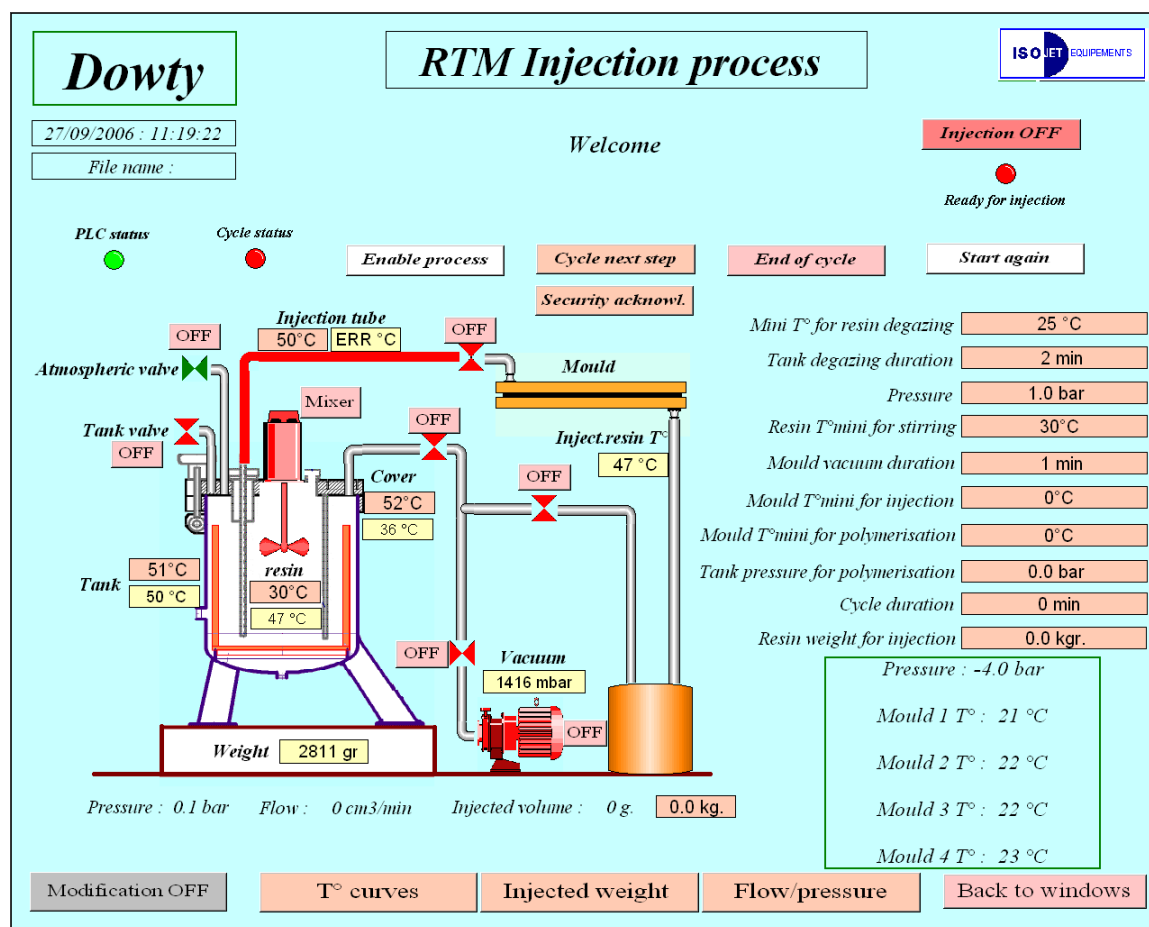 Dowty
RTM Injection process
ISOJET EQUIPEMENTS
27/09/2006 : 11:19:22
File name :
Welcome
Injection OFF
Ready for injection
PLC status
Cycle status
Enable process
Cycle next step
End of cycle
Start again
Security acknowl.
Injection tube
50°C
ERR °C
OFF
OFF
Atmospheric valve
Mould
Mixer
Tank valve
OFF
OFF
Inject.resin T°
47 °C
OFF
Cover
52°C
36 °C
Tank
51°C
50 °C
resin
30°C
47 °C
OFF
Vacuum
1416 mbar
OFF
Weight
2811 gr
Mini T° for resin degazing 25 °C
Tank degazing duration 2 min
Pressure 1.0 bar
Resin T°mini for stirring 30°C
Mould vacuum duration 1 min
Mould T°mini for injection 0°C
Mould T°mini for polymerisation 0°C
Tank pressure for polymerisation 0.0 bar
Cycle duration 0 min
Resin weight for injection 0.0 kgr.
Pressure : -4.0 bar
Mould 1 T° : 21 °C
Mould 2 T° : 22 °C
Mould 3 T° : 22 °C
Mould 4 T° : 23 °C
Pressure : 0.1 bar Flow : 0 cm3/min Injected volume : 0 g. 0.0 kg.
Modification OFF
T° curves
Injected weight
Flow/pressure
Back to windows